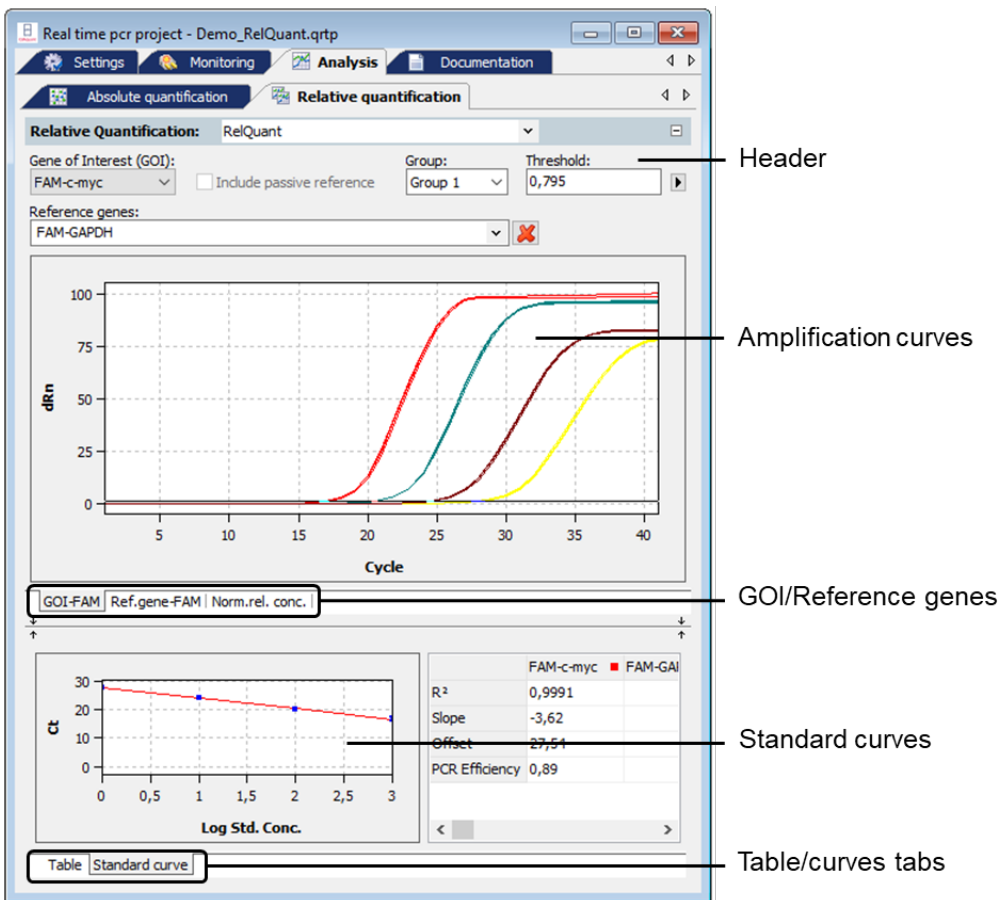 Real time pcr project - Demo_RelQuant.qrtp
Settings Monitoring Analysis Documentation
Absolute quantification Relative quantification
Relative Quantification: RelQuant
Header
Gene of Interest (GOI): Group: Threshold:
FAM-c-myc Include passive reference Group 1 0,795
Reference genes:
FAM-GAPDH
Amplification curves
dRn
100
75
50
25
0
5 10 15 20 25 30 35 40
Cycle
GOI-FAM Ref.gene-FAM Norm.rel. conc.
GOI/Reference genes
Ct
30
20
10
0
0 0,5 1 1,5 2 2,5 3
Log Std. Conc.
FAM-c-myc FAM-GAI
R² 0,9991
Slope -3,62
Offset 27,54
PCR Efficiency 0,89
Standard curves
Table Standard curve
Table/curves tabs